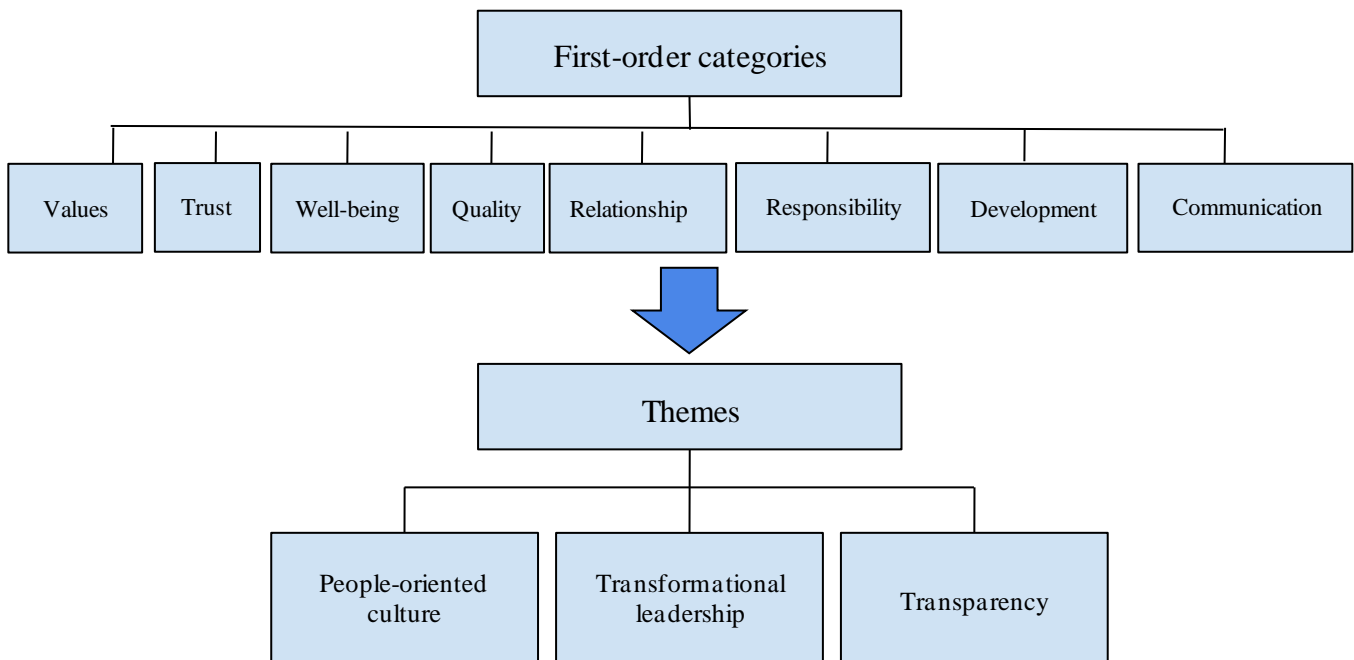 First-order categories
Values
Trust
Well-being
Quality
Relationship
Responsibility
Development
Communication
Themes
People-oriented
culture
Transformational
leadership
Transparency